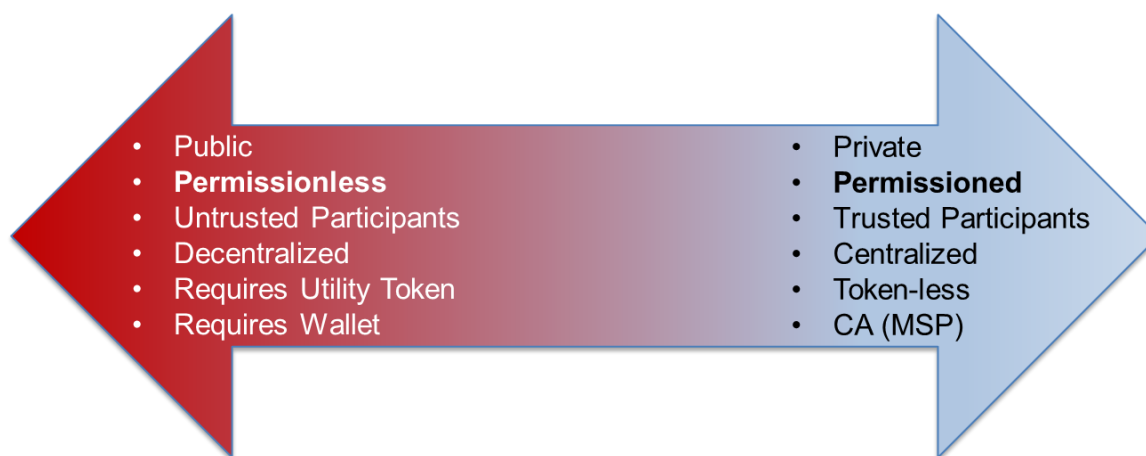 • Public
• Permissionless
• Untrusted Participants
• Decentralized
• Requires Utility Token
• Requires Wallet
• Private
• Permissioned
• Trusted Participants
• Centralized
• Token-less
• CA (MSP)